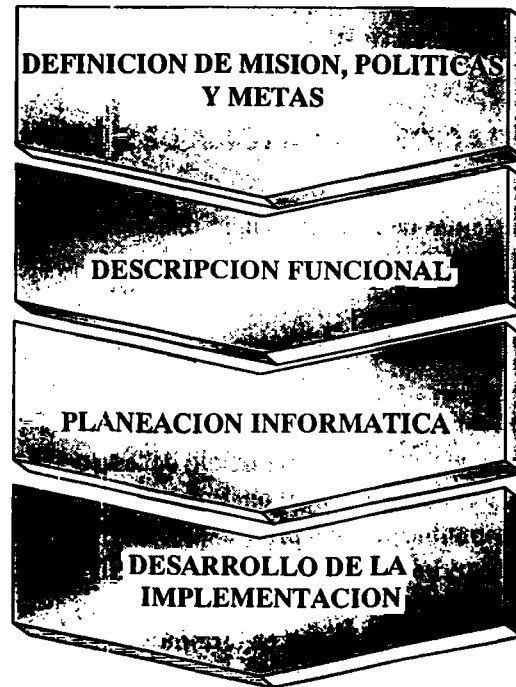 DEFINICION DE MISION, POLITICAS
Y METAS
DESCRIPCION FUNCIONAL
PLANEACION INFORMATICA
DESARROLLO DE LA
IMPLEMENTACION